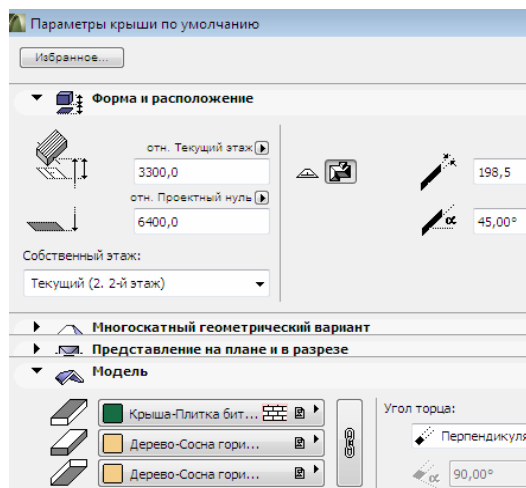 Параметры крыши по умолчанию
Избранное...
Форма и расположение
отн. Текущий этаж
3300,0
198,5
отн. Проектный нуль
6400,0
α 45,00°
Собственный этаж:
Текущий (2. 2-й этаж)
Многоскатный геометрический вариант
Представление на плане и в разрезе
Модель
Угол торца:
Крыша-Плитка бит...
Перпендикуля
Дерево-Сосна гори...
Дерево-Сосна гори...
α 90,00°